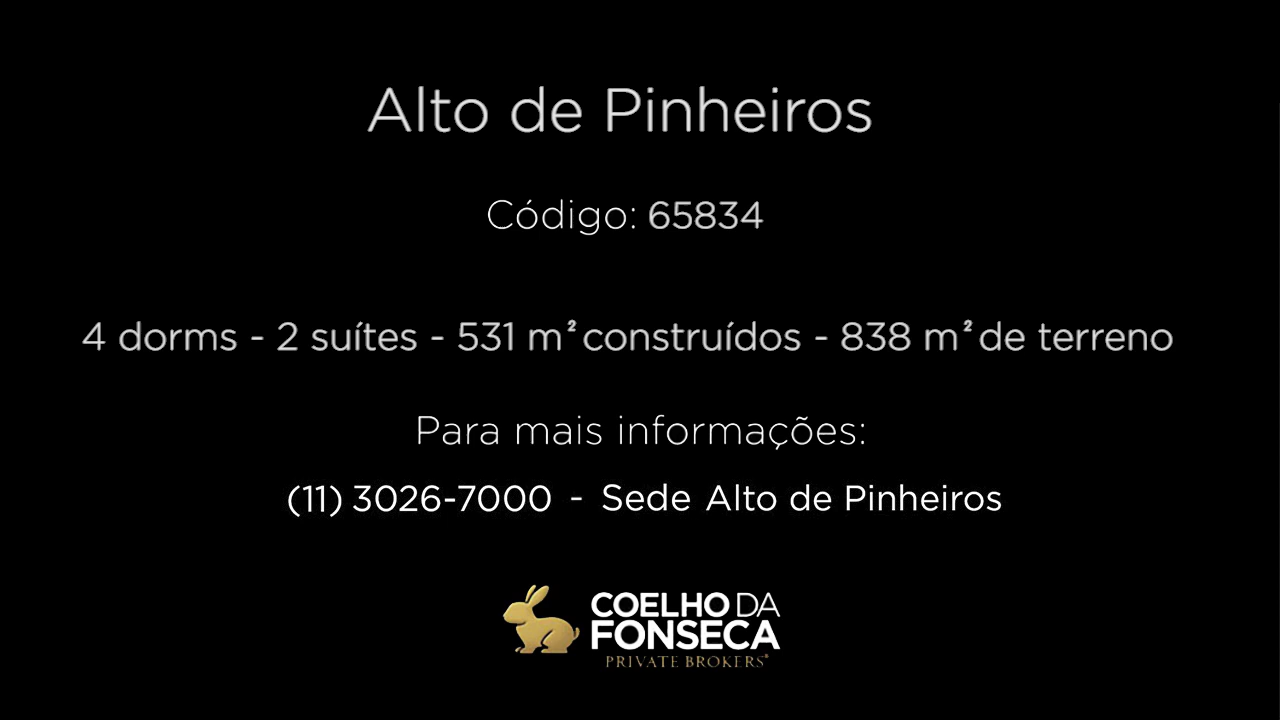 Alto de Pinheiros
Código: 65834
4 dorms - 2 suítes - 531 m² construídos - 838 m² de terreno
Para mais informações:
(11) 3026-7000 - Sede Alto de Pinheiros
COELHO DA
FONSECA
PRIVATE BROKERS®